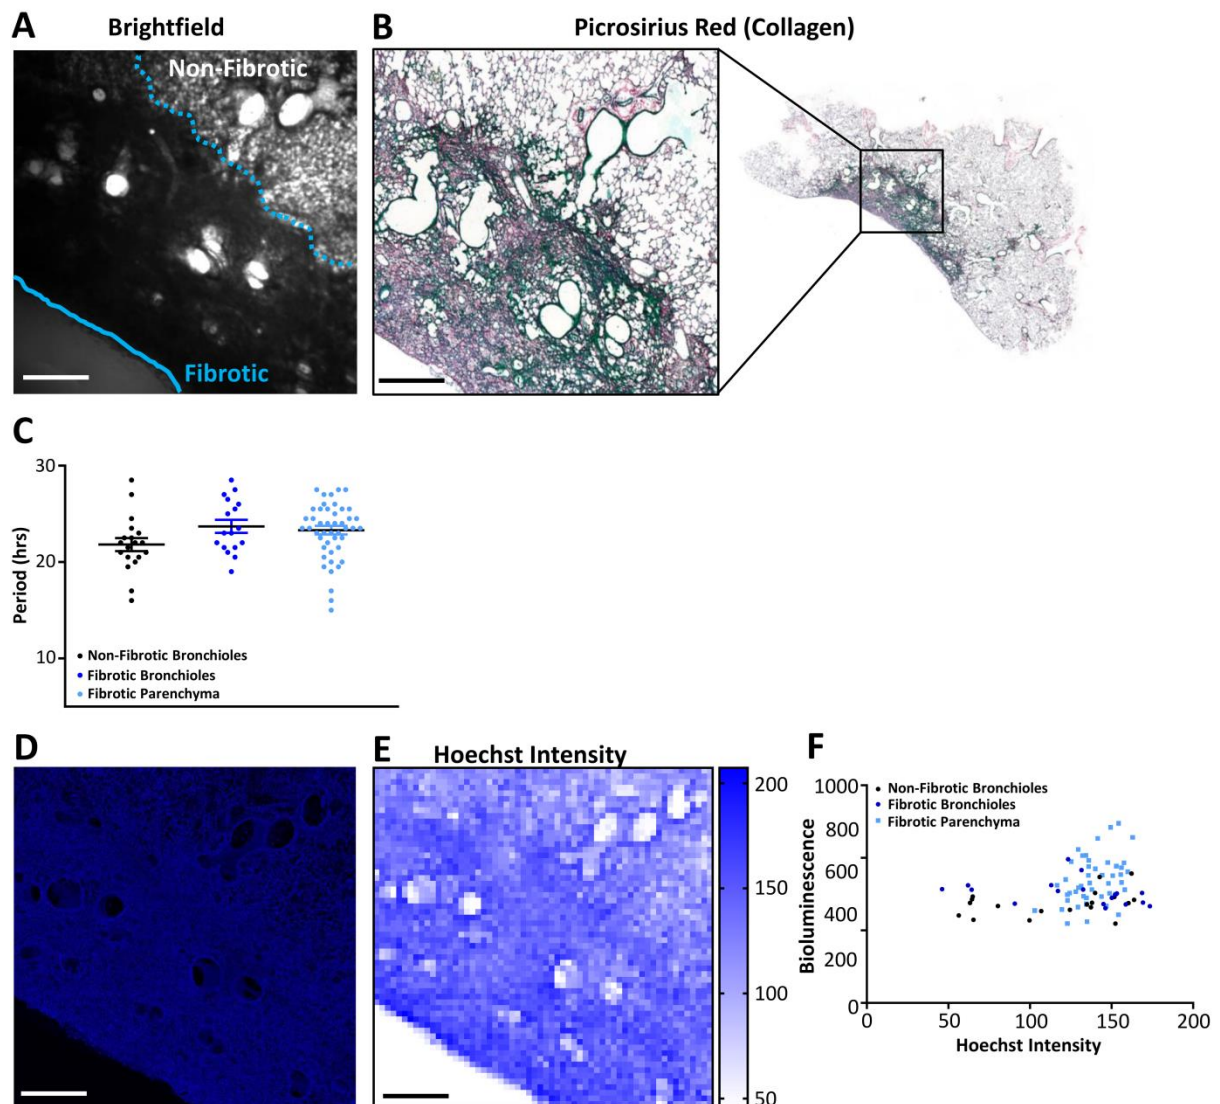 A
Brightfield
B
Picrosirius Red (Collagen)
Non-Fibrotic
Fibrotic
C
30
20
10
Period (hrs)
Non-Fibrotic Bronchioles
Fibrotic Bronchioles
Fibrotic Parenchyma
D
E
Hoechst Intensity
200
150
100
50
F
1000
800
600
400
200
0
Bioluminescence
Non-Fibrotic Bronchioles
Fibrotic Bronchioles
Fibrotic Parenchyma
0
50
100
150
200
Hoechst Intensity